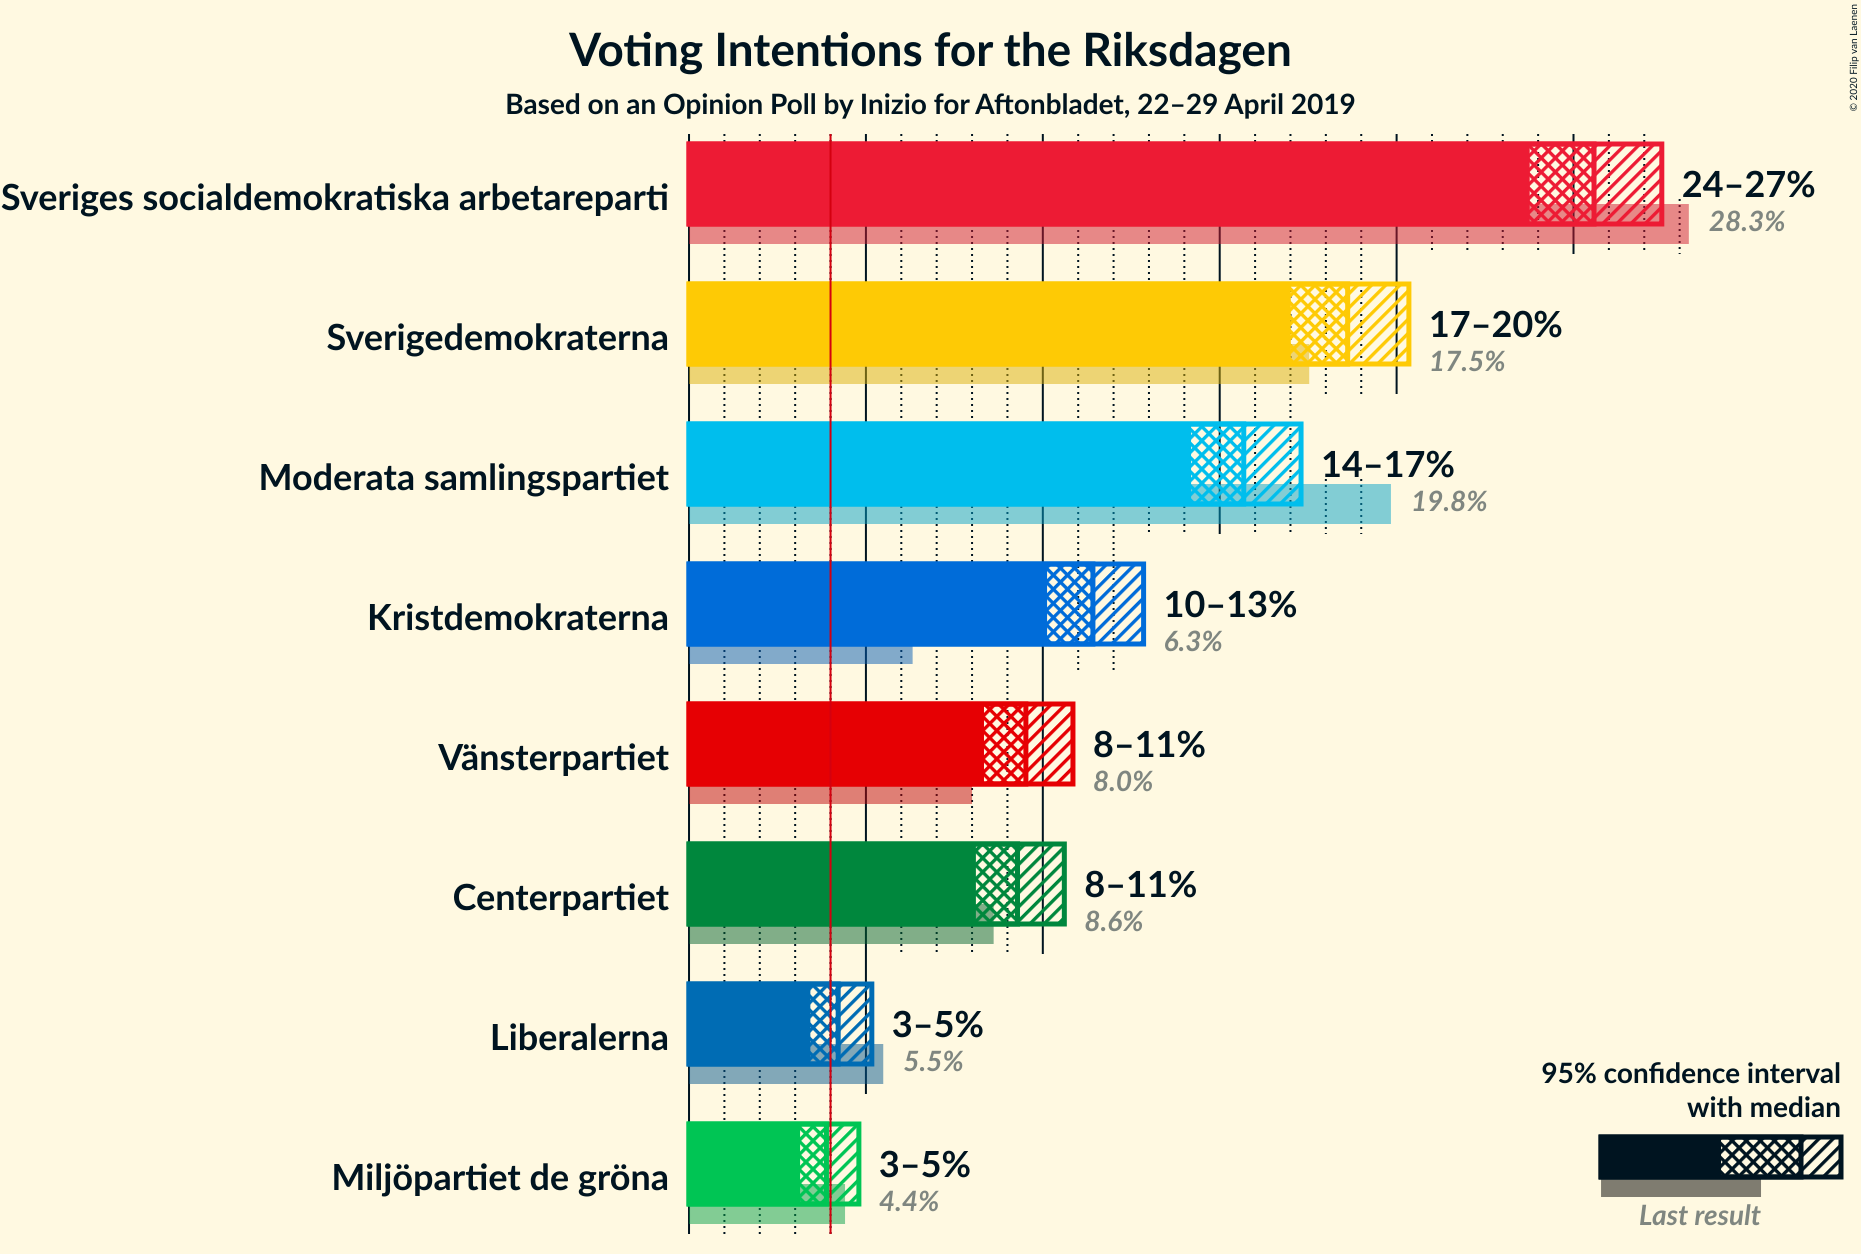 Voting Intentions for the Riksdagen
Based on an Opinion Poll by Inizio for Aftonbladet, 22–29 April 2019
© 2020 Filip van Laenen
Sveriges socialdemokratiska arbetareparti
24–27%
28.3%
Sverigedemokraterna
17–20%
17.5%
Moderata samlingspartiet
14–17%
19.8%
Kristdemokraterna
10–13%
6.3%
Vänsterpartiet
8–11%
8.0%
Centerpartiet
8–11%
8.6%
Liberalerna
3–5%
5.5%
Miljöpartiet de gröna
3–5%
4.4%
95% confidence interval
with median
Last result